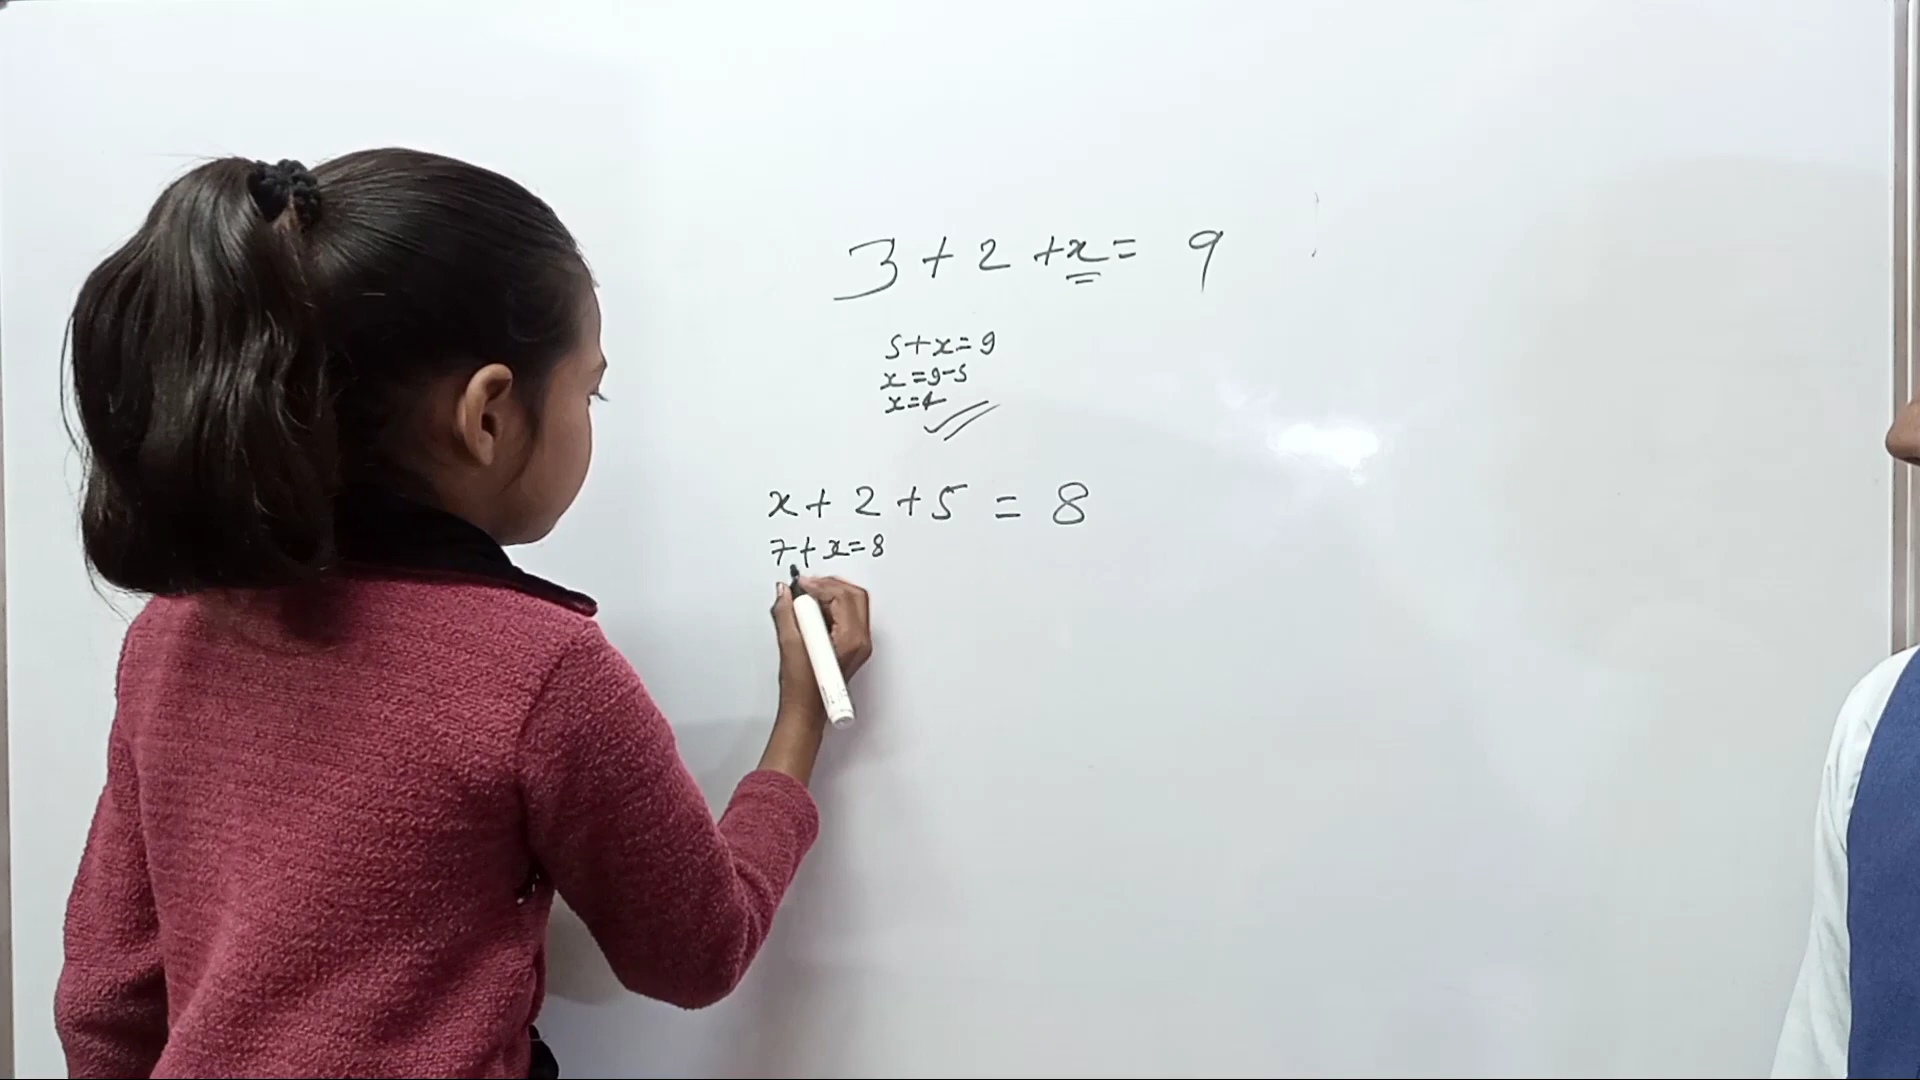 3 + 2 + x = 9
5 + x = 9
x = 9 - 5
x = 4
x + 2 + 5 = 8
7 + x = 8